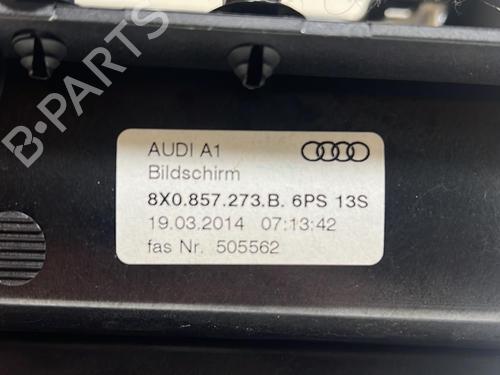 B-PARTS
AUDI A1
Bildschirm
8X0.857.273.B. 6PS 13S
19.03.2014 07:13:42
fas Nr. 505562